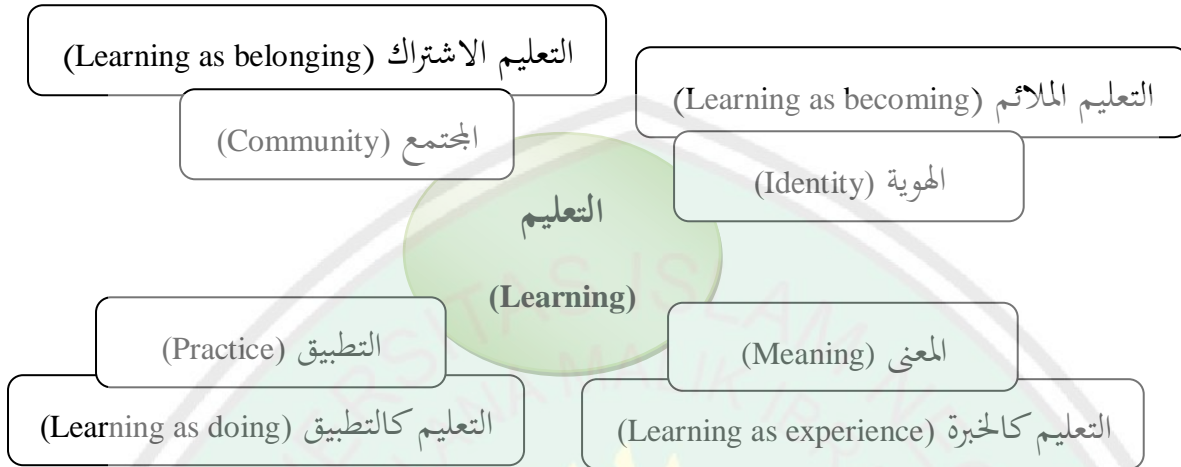 التعليم الاشتراك (Learning as belonging)
المجتمع (Community)
التعليم الملائم (Learning as becoming)
الهوية (Identity)
التعليم
(Learning)
التطبيق (Practice)
التعليم كالتطبيق (Learning as doing)
المعنى (Meaning)
التعليم كالخبرة (Learning as experience)